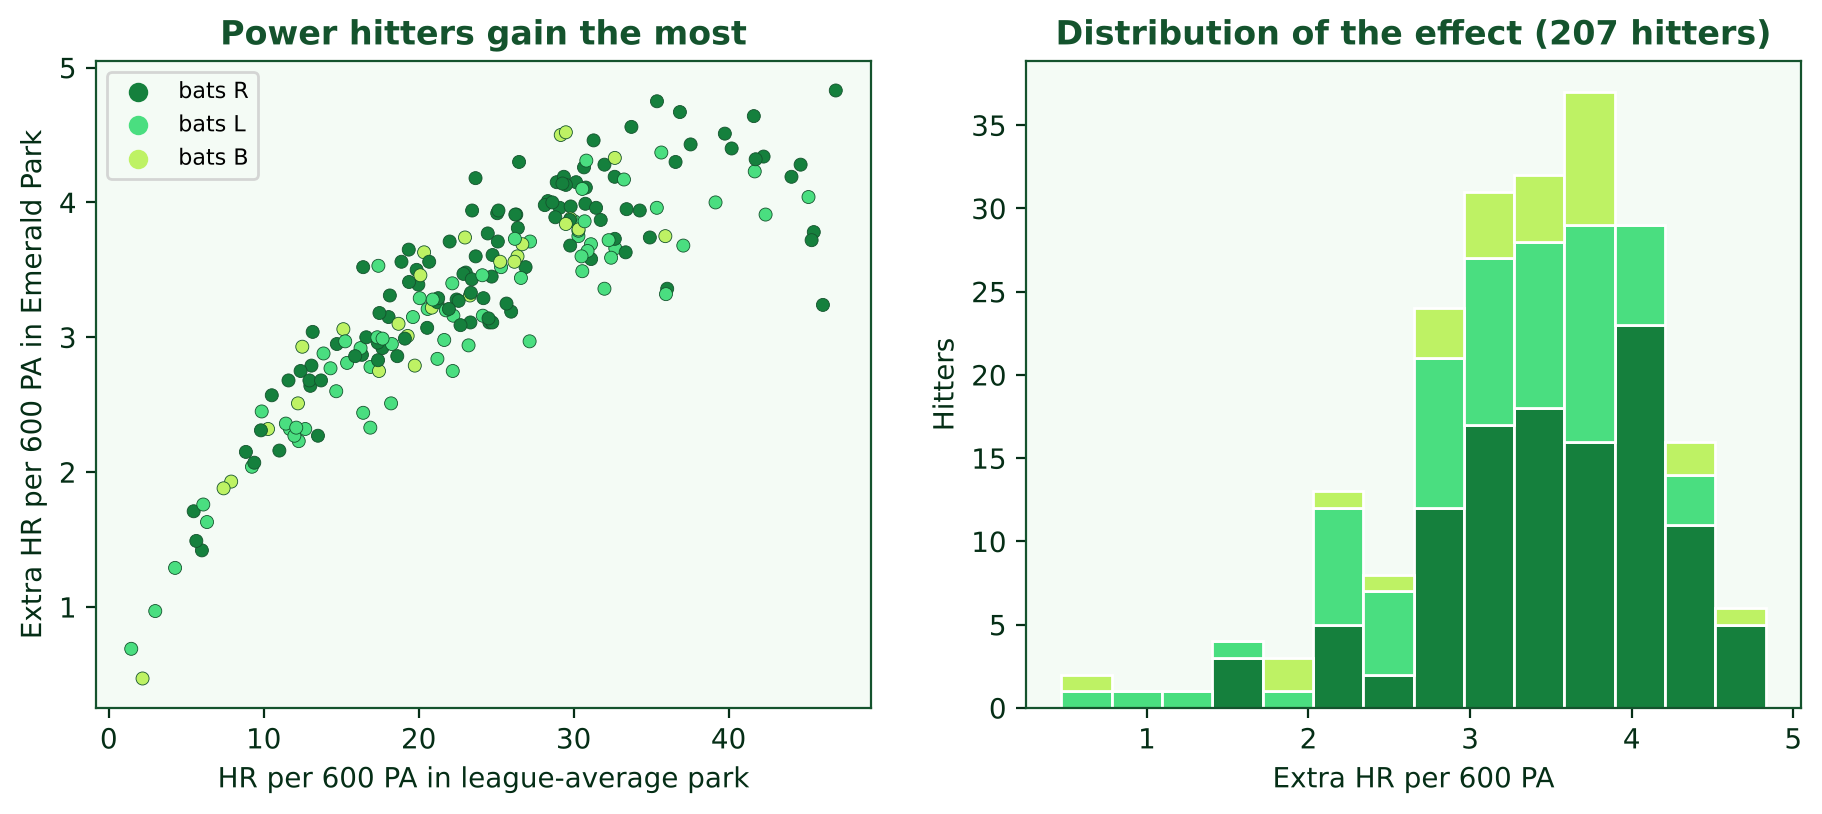 Power hitters gain the most
Extra HR per 600 PA in Emerald Park
5
4
3
2
1
bats R
bats L
bats B
0 10 20 30 40
HR per 600 PA in league-average park
Distribution of the effect (207 hitters)
Hitters
35
30
25
20
15
10
5
0
1 2 3 4 5
Extra HR per 600 PA